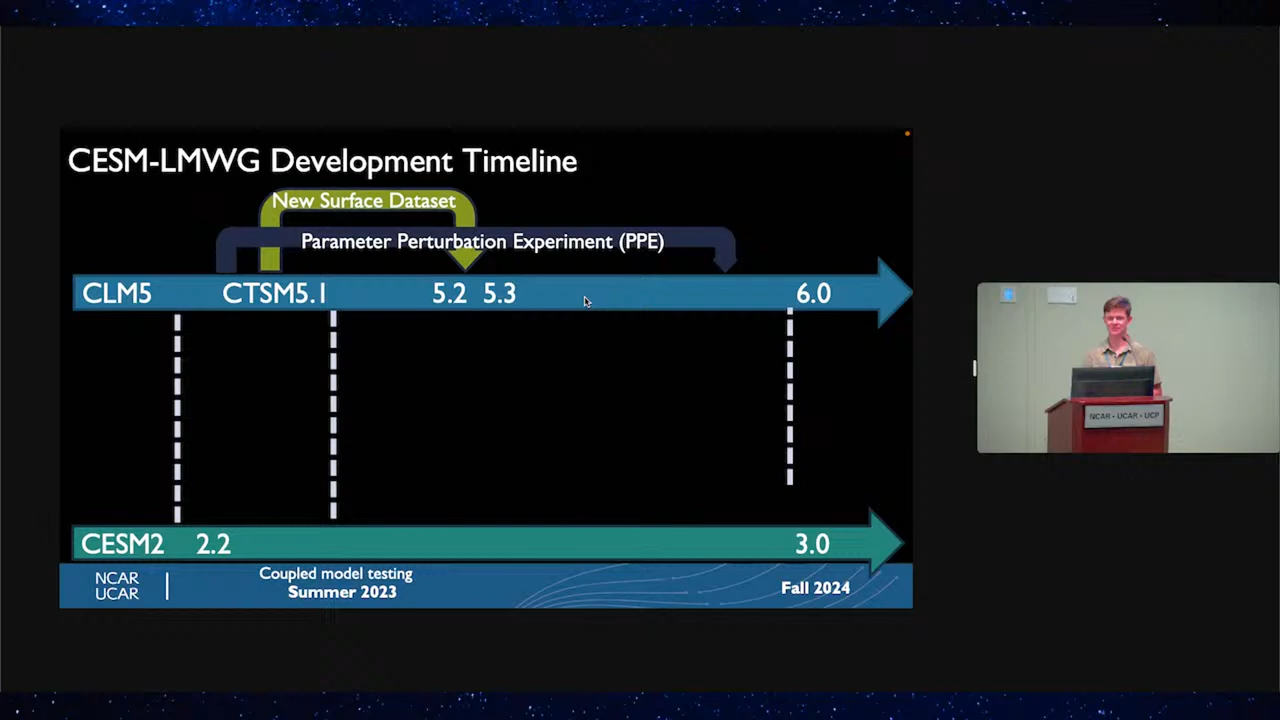 CESM-LMWG Development Timeline
New Surface Dataset
Parameter Perturbation Experiment (PPE)
CLM5 CTSM5.1 5.2 5.3 6.0
CESM2 2.2 3.0
NCAR
UCAR
Coupled model testing
Summer 2023
Fall 2024
NCAR • UCAR • UCP